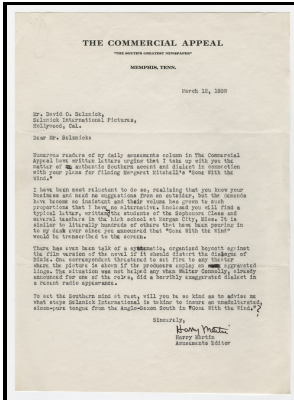 THE COMMERCIAL APPEAL
"THE SOUTH'S GREATEST NEWSPAPER"
MEMPHIS, TENN.
March 12, 1938
Mr. David O. Selznick,
Selznick International Pictures,
Hollywood, Cal.
Dear Mr. Selznick:
Numerous readers of my daily amusements column in The Commercial
Appeal have written letters urging that I take up with you the
matter of an authentic Southern accent and dialect in connection
with your plans for filming Margaret Mitchell's "Gone With the
Wind."
I have been most reluctant to do so, realizing that you know your
business and need no suggestions from an outsider, but the demands
have become so insistent and their volume has grown to such
proportions that I have no alternative. Enclosed you will find a
typical letter, written by the students of the Sophomore Class and
several teachers in the high school at Morgan City, Miss. It is
similar to literally hundreds of others that have been pouring in
to my desk ever since you announced that "Gone With the Wind"
would be transcribed to the screen.
There has even been talk of a systematic, organized boycott against
the film version of the novel if it should distort the dialogue of
Dixie. One correspondent threatened to set fire to any theater
where the picture is shown if the producers employ an aggravated
lingo. The situation was not helped any when Walter Connolly, already
announced for one of the roles, did a horribly exaggerated dialect in
a recent radio appearance.
To put the Southern mind at rest, will you be so kind as to advise me
what steps Selznick International is taking to insure an unadulterated,
simon-pure tongue from the Anglo-Saxon South in "Gone With the Wind."?
Sincerely,
Harry Martin
Harry Martin
Amusements Editor